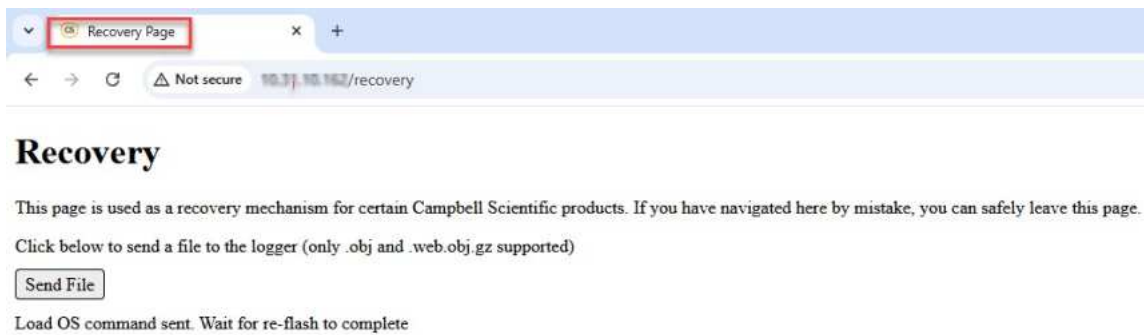 Recovery Page
Not secure /recovery
Recovery
This page is used as a recovery mechanism for certain Campbell Scientific products. If you have navigated here by mistake, you can safely leave this page.
Click below to send a file to the logger (only .obj and .web.obj.gz supported)
Send File
Load OS command sent. Wait for re-flash to complete